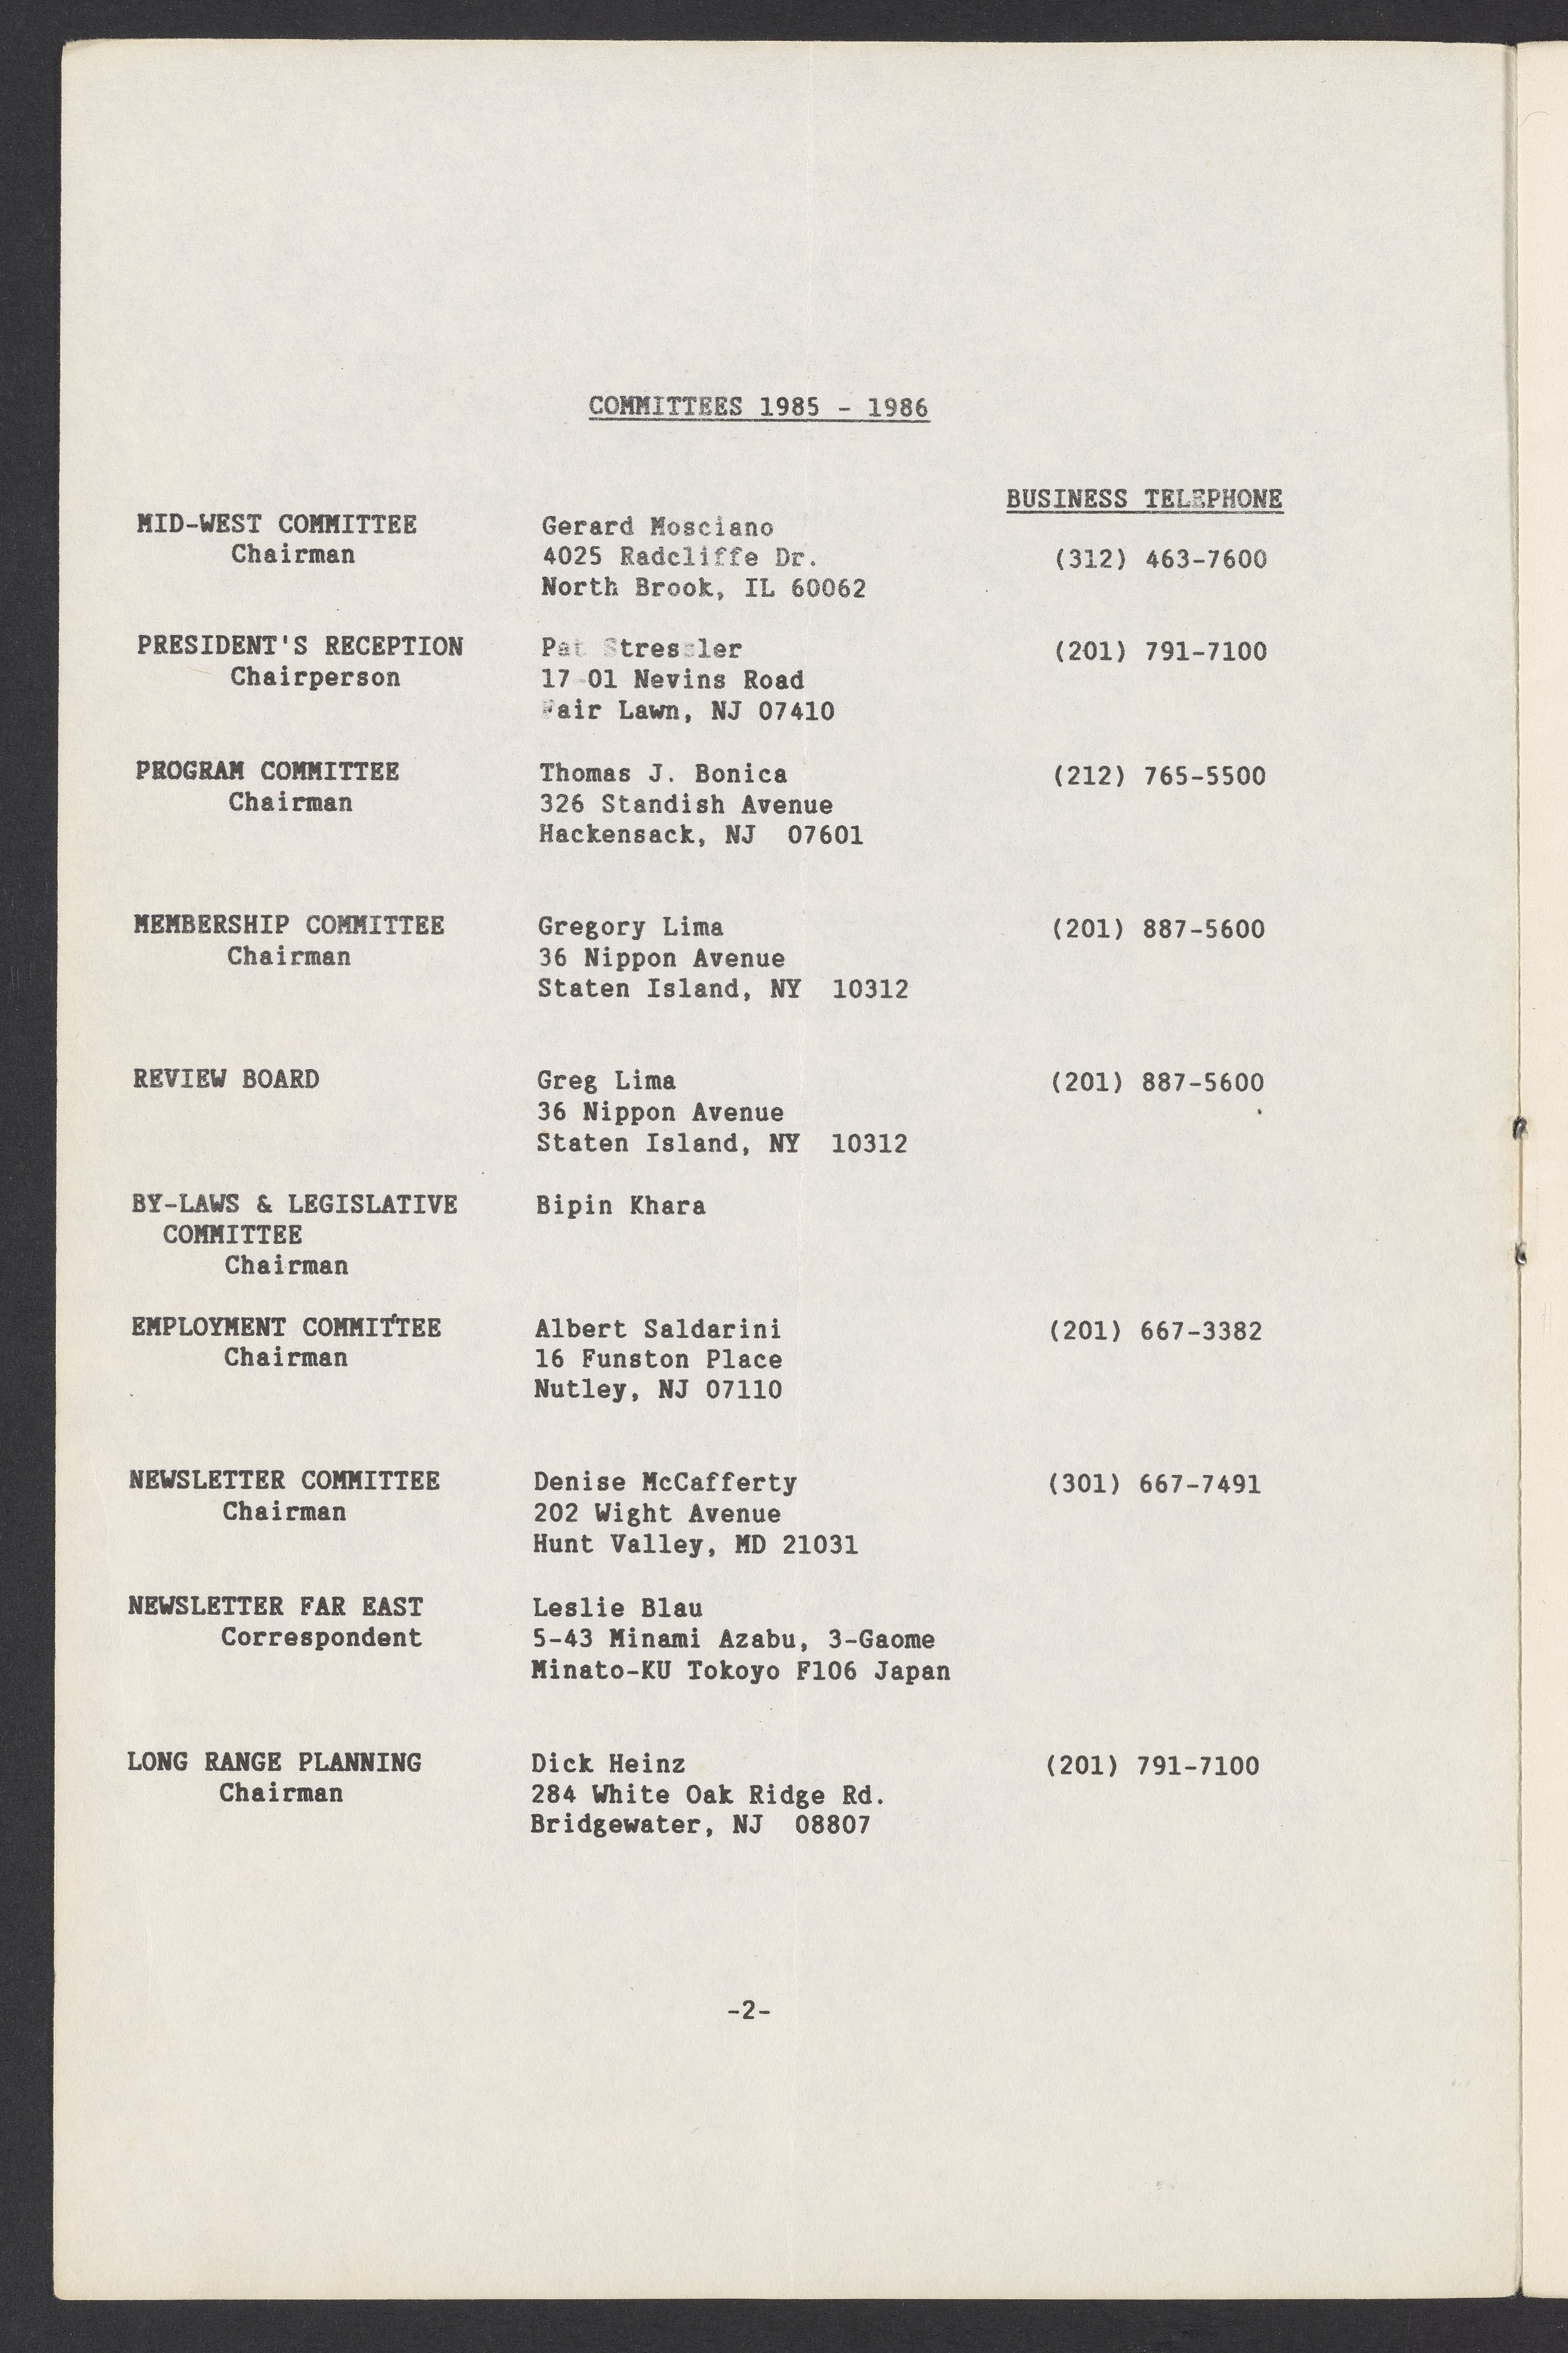 COMMITTEES 1985 - 1986
BUSINESS TELEPHONE
MID-WEST COMMITTEE Gerard Mosciano
Chairman 4025 Radcliffe Dr. (312) 463-7600
North Brook, IL 60062
PRESIDENT'S RECEPTION Pat Stressler (201) 791-7100
Chairperson 17-01 Nevins Road
Fair Lawn, NJ 07410
PROGRAM COMMITTEE Thomas J. Bonica (212) 765-5500
Chairman 326 Standish Avenue
Hackensack, NJ 07601
MEMBERSHIP COMMITTEE Gregory Lima (201) 887-5600
Chairman 36 Nippon Avenue
Staten Island, NY 10312
REVIEW BOARD Greg Lima (201) 887-5600
36 Nippon Avenue
Staten Island, NY 10312
BY-LAWS & LEGISLATIVE Bipin Khara
COMMITTEE
Chairman
EMPLOYMENT COMMITTEE Albert Saldarini (201) 667-3382
Chairman 16 Funston Place
Nutley, NJ 07110
NEWSLETTER COMMITTEE Denise McCafferty (301) 667-7491
Chairman 202 Wight Avenue
Hunt Valley, MD 21031
NEWSLETTER FAR EAST Leslie Blau
Correspondent 5-43 Minami Azabu, 3-Gaome
Minato-KU Tokoyo F106 Japan
LONG RANGE PLANNING Dick Heinz (201) 791-7100
Chairman 284 White Oak Ridge Rd.
Bridgewater, NJ 08807
-2-